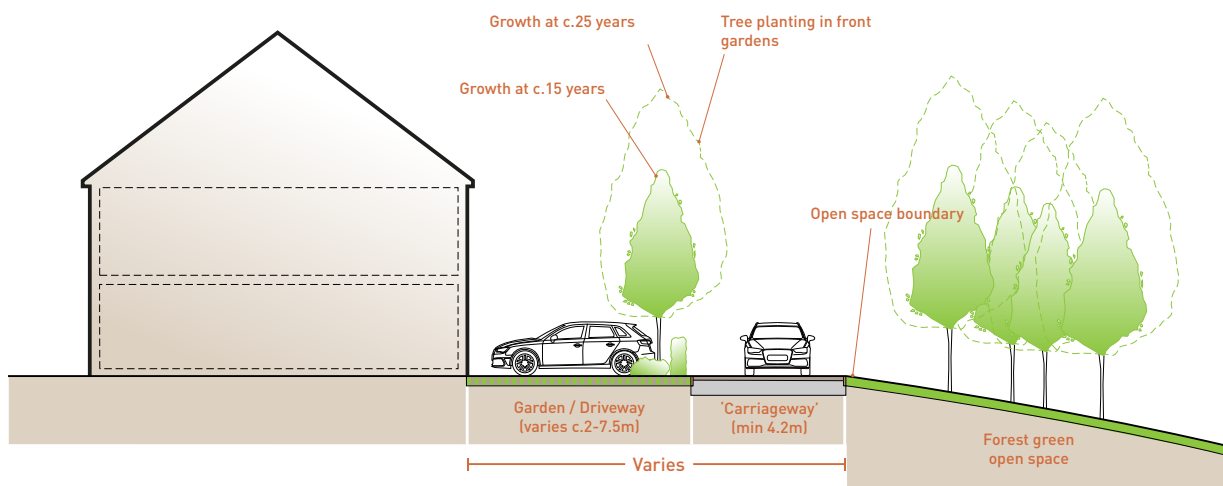 Growth at c.25 years
Tree planting in front
gardens
Growth at c.15 years
Open space boundary
Garden / Driveway
(varies c.2-7.5m)
'Carriageway'
(min 4.2m)
Forest green
open space
Varies